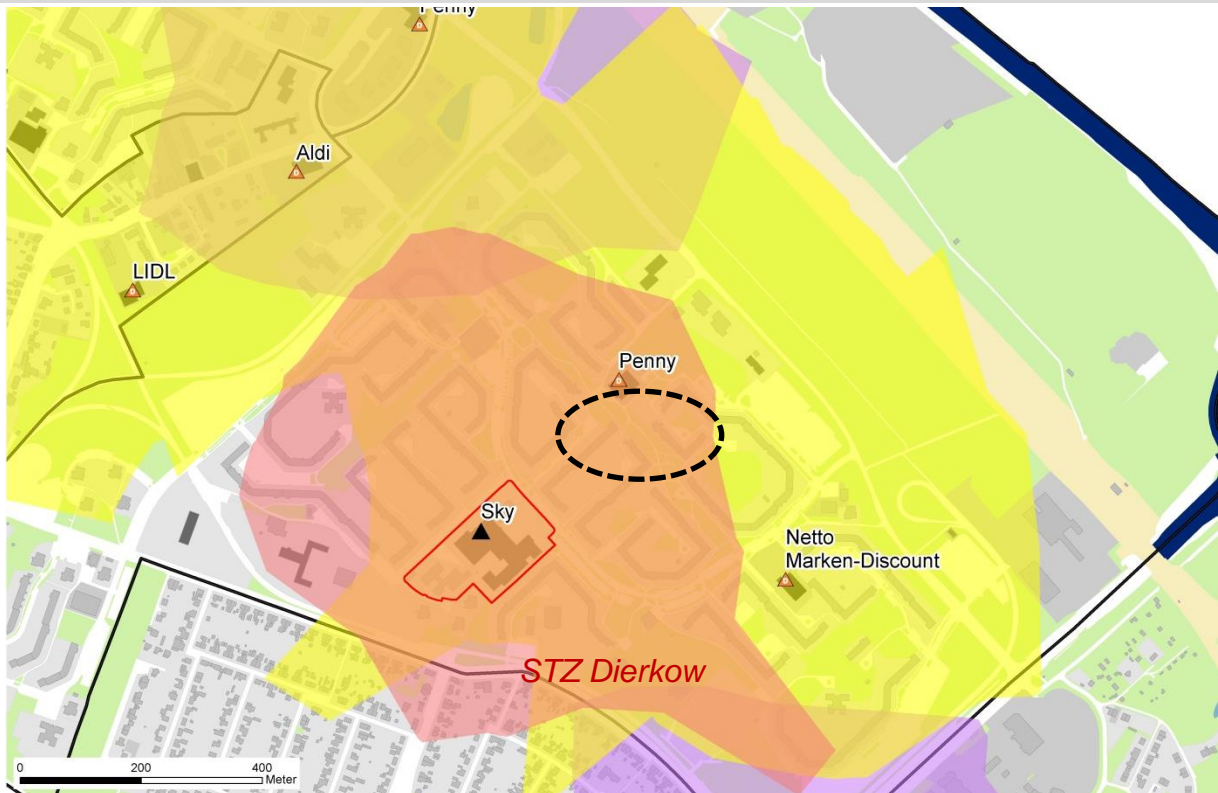 Penny
Aldi
LIDL
Penny
Sky
Netto
Marken-Discount
STZ Dierkow
0 200 400
Meter